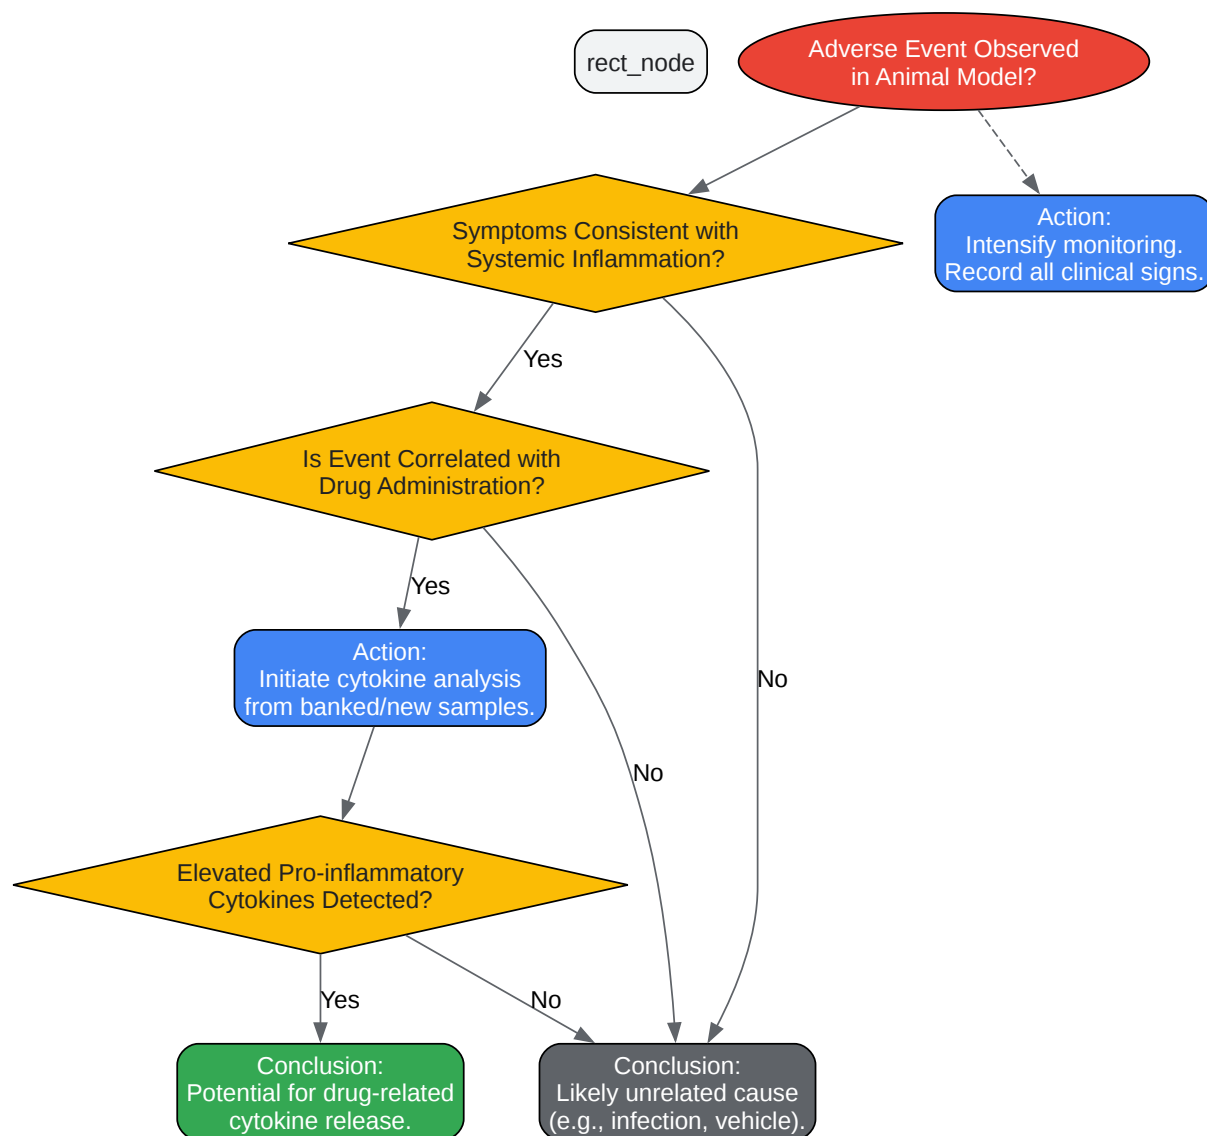 rect_node
Adverse Event Observed
in Animal Model?
Symptoms Consistent with
Systemic Inflammation?
Action:
Intensify monitoring.
Record all clinical signs.
Yes
Is Event Correlated with
Drug Administration?
Yes
Action:
Initiate cytokine analysis
from banked/new samples.
No
No
Elevated Pro-inflammatory
Cytokines Detected?
Yes
No
Conclusion:
Potential for drug-related
cytokine release.
Conclusion:
Likely unrelated cause
(e.g., infection, vehicle).